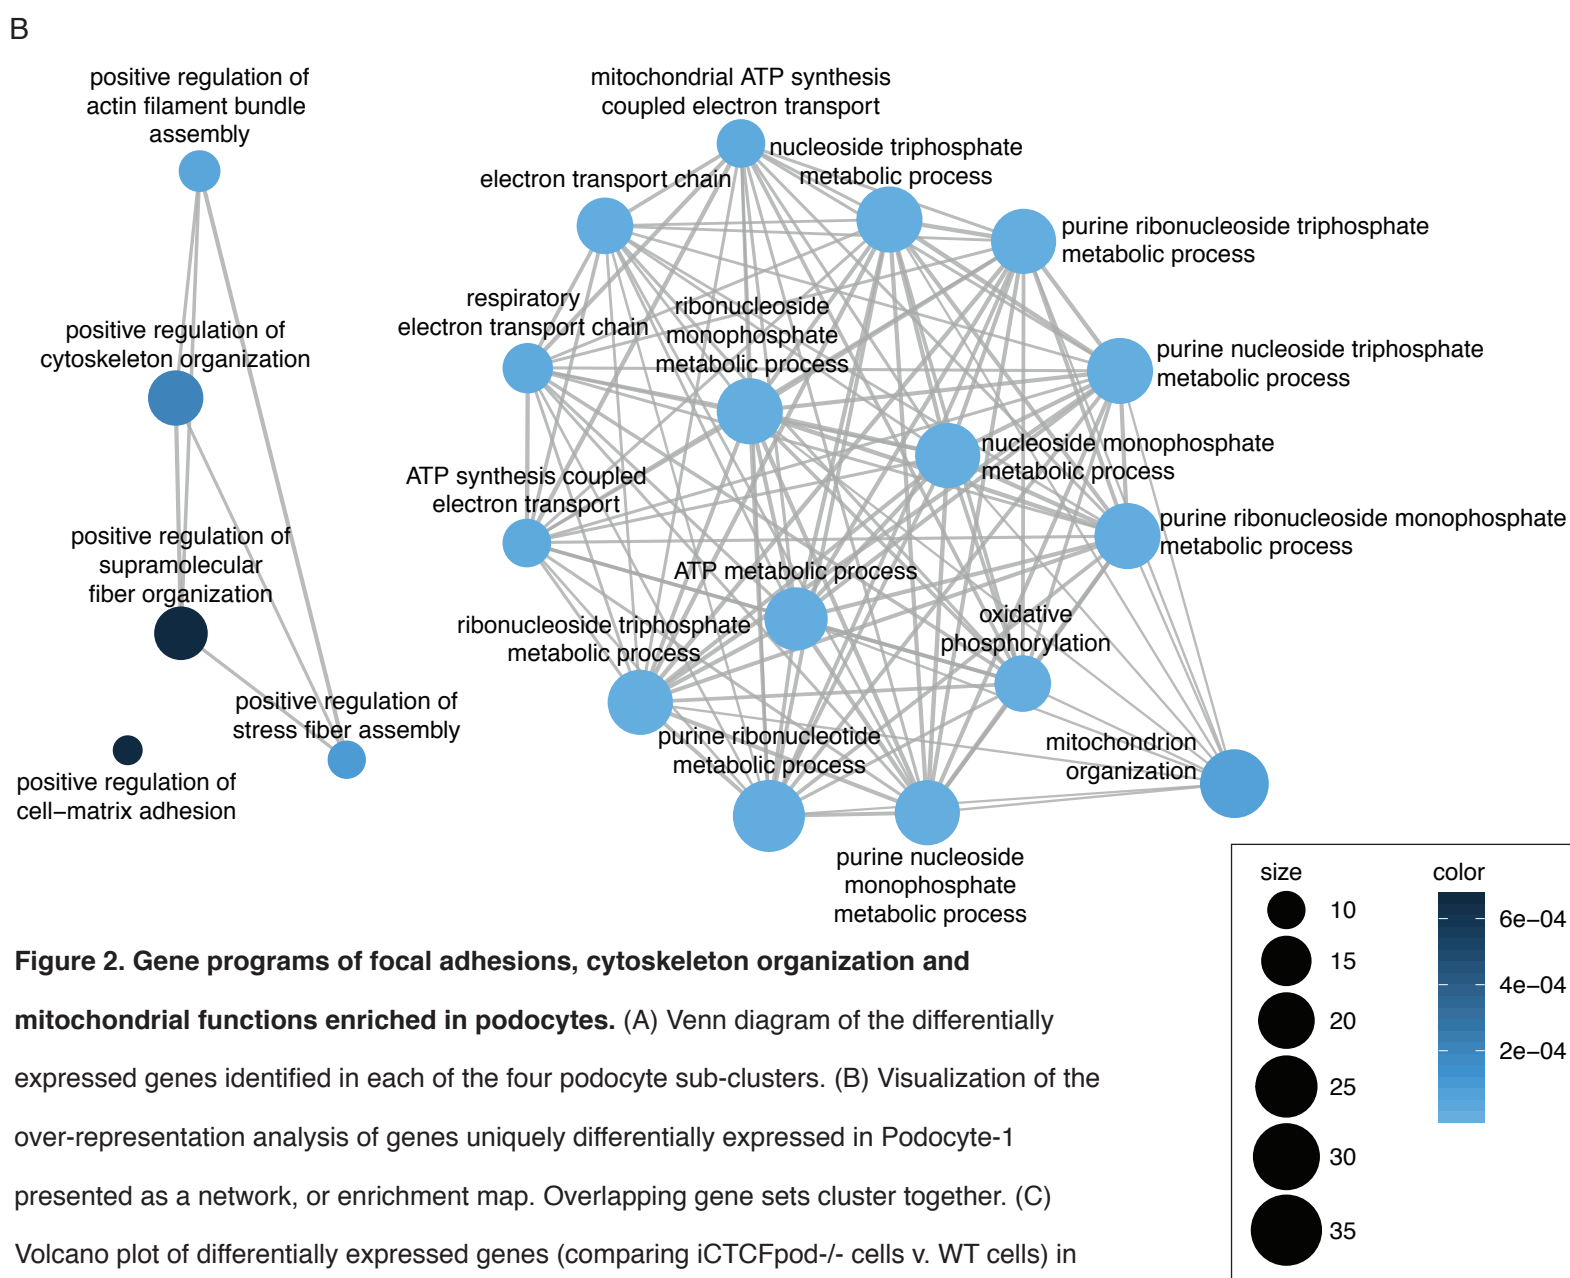 B
positive regulation of
actin filament bundle
assembly
positive regulation of
cytoskeleton organization
positive regulation of
supramolecular
fiber organization
positive regulation of
stress fiber assembly
positive regulation of
cell−matrix adhesion
mitochondrial ATP synthesis
coupled electron transport
nucleoside triphosphate
metabolic process
electron transport chain
purine ribonucleoside triphosphate
metabolic process
respiratory
electron transport chain
ribonucleoside
monophosphate
metabolic process
purine nucleoside triphosphate
metabolic process
nucleoside monophosphate
metabolic process
ATP synthesis coupled
electron transport
purine ribonucleoside monophosphate
metabolic process
ATP metabolic process
oxidative
phosphorylation
ribonucleoside triphosphate
metabolic process
purine ribonucleotide
metabolic process
mitochondrion
organization
purine nucleoside
monophosphate
metabolic process
size
10
15
20
25
30
35
color
6e−04
4e−04
2e−04
Figure 2. Gene programs of focal adhesions, cytoskeleton organization and
mitochondrial functions enriched in podocytes. (A) Venn diagram of the differentially
expressed genes identified in each of the four podocyte sub-clusters. (B) Visualization of the
over-representation analysis of genes uniquely differentially expressed in Podocyte-1
presented as a network, or enrichment map. Overlapping gene sets cluster together. (C)
Volcano plot of differentially expressed genes (comparing iCTCFpod-/- cells v. WT cells) in